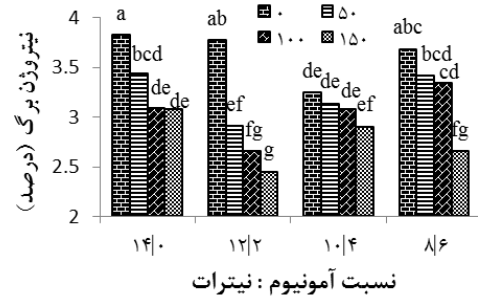 نیتروژن برگ (درصد)
4
3.5
3
2.5
2
۰ ۵۰
۱۰۰ ۱۵۰
a bcd de de
ab ef fg g
de de de ef
abc bcd cd fg
۱۴|۰ ۱۲|۲ ۱۰|۴ ۸|۶
نسبت آمونیوم : نیترات